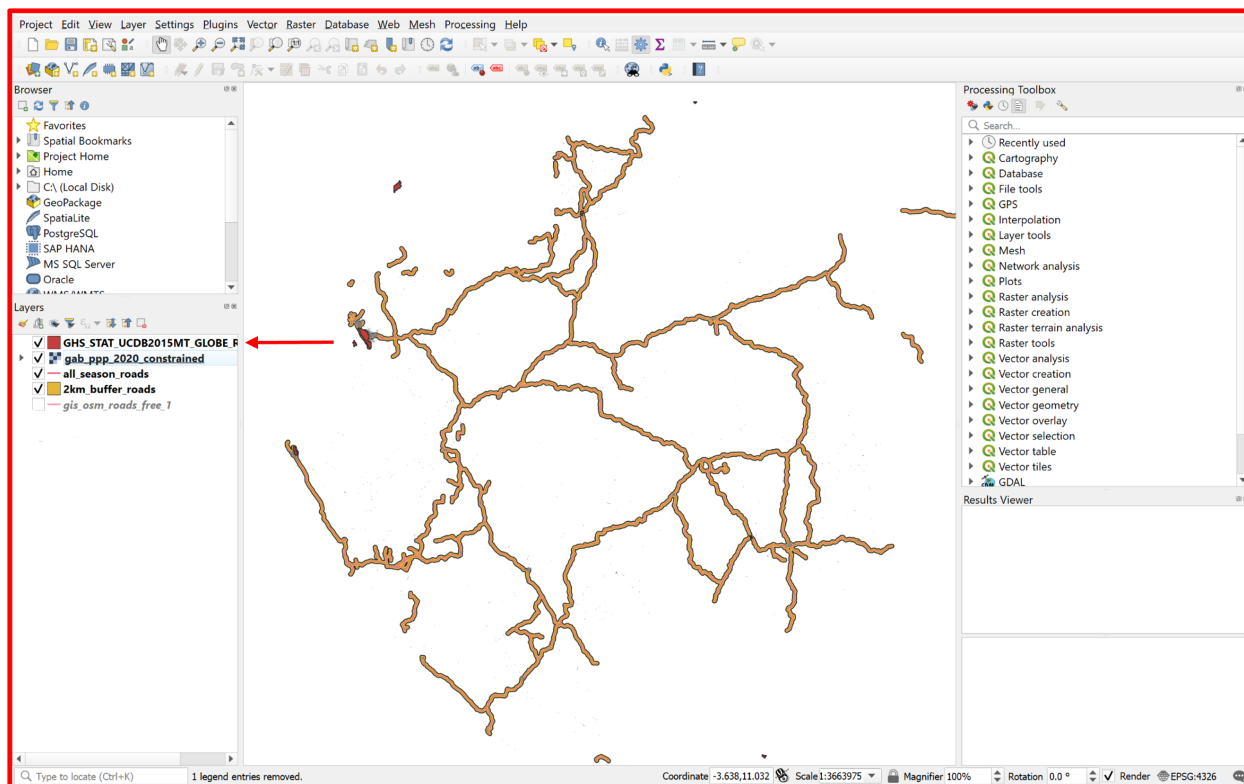 Project Edit View Layer Settings Plugins Vector Raster Database Web Mesh Processing Help
Browser
Favorites
Spatial Bookmarks
Project Home
Home
C:\ (Local Disk)
GeoPackage
SpatiaLite
PostgreSQL
SAP HANA
MS SQL Server
Oracle
WMS/WMTS
Layers
GHS_STAT_UCDB2015MT_GLOBE_R
gab_ppp_2020_constrained
all_season_roads
2km_buffer_roads
gis_osm_roads_free_1
Processing Toolbox
Search...
Recently used
Cartography
Database
File tools
GPS
Interpolation
Layer tools
Mesh
Network analysis
Plots
Raster analysis
Raster creation
Raster terrain analysis
Raster tools
Vector analysis
Vector creation
Vector general
Vector geometry
Vector overlay
Vector selection
Vector table
Vector tiles
GDAL
Results Viewer
Type to locate (Ctrl+K) 1 legend entries removed. Coordinate -3.638,11.032 Scale 1:3663975 Magnifier 100% Rotation 0.0 ° Render EPSG:4326